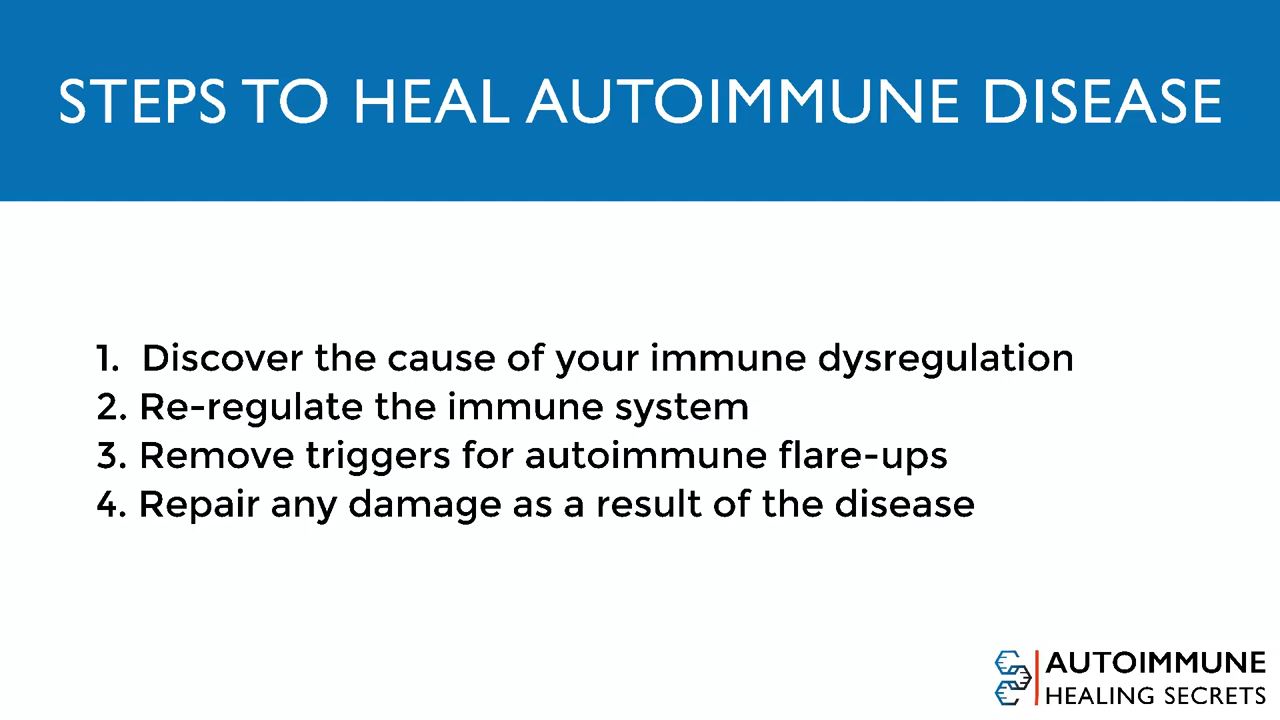 STEPS TO HEAL AUTOIMMUNE DISEASE
1. Discover the cause of your immune dysregulation
2. Re-regulate the immune system
3. Remove triggers for autoimmune flare-ups
4. Repair any damage as a result of the disease
AUTOIMMUNE
HEALING SECRETS